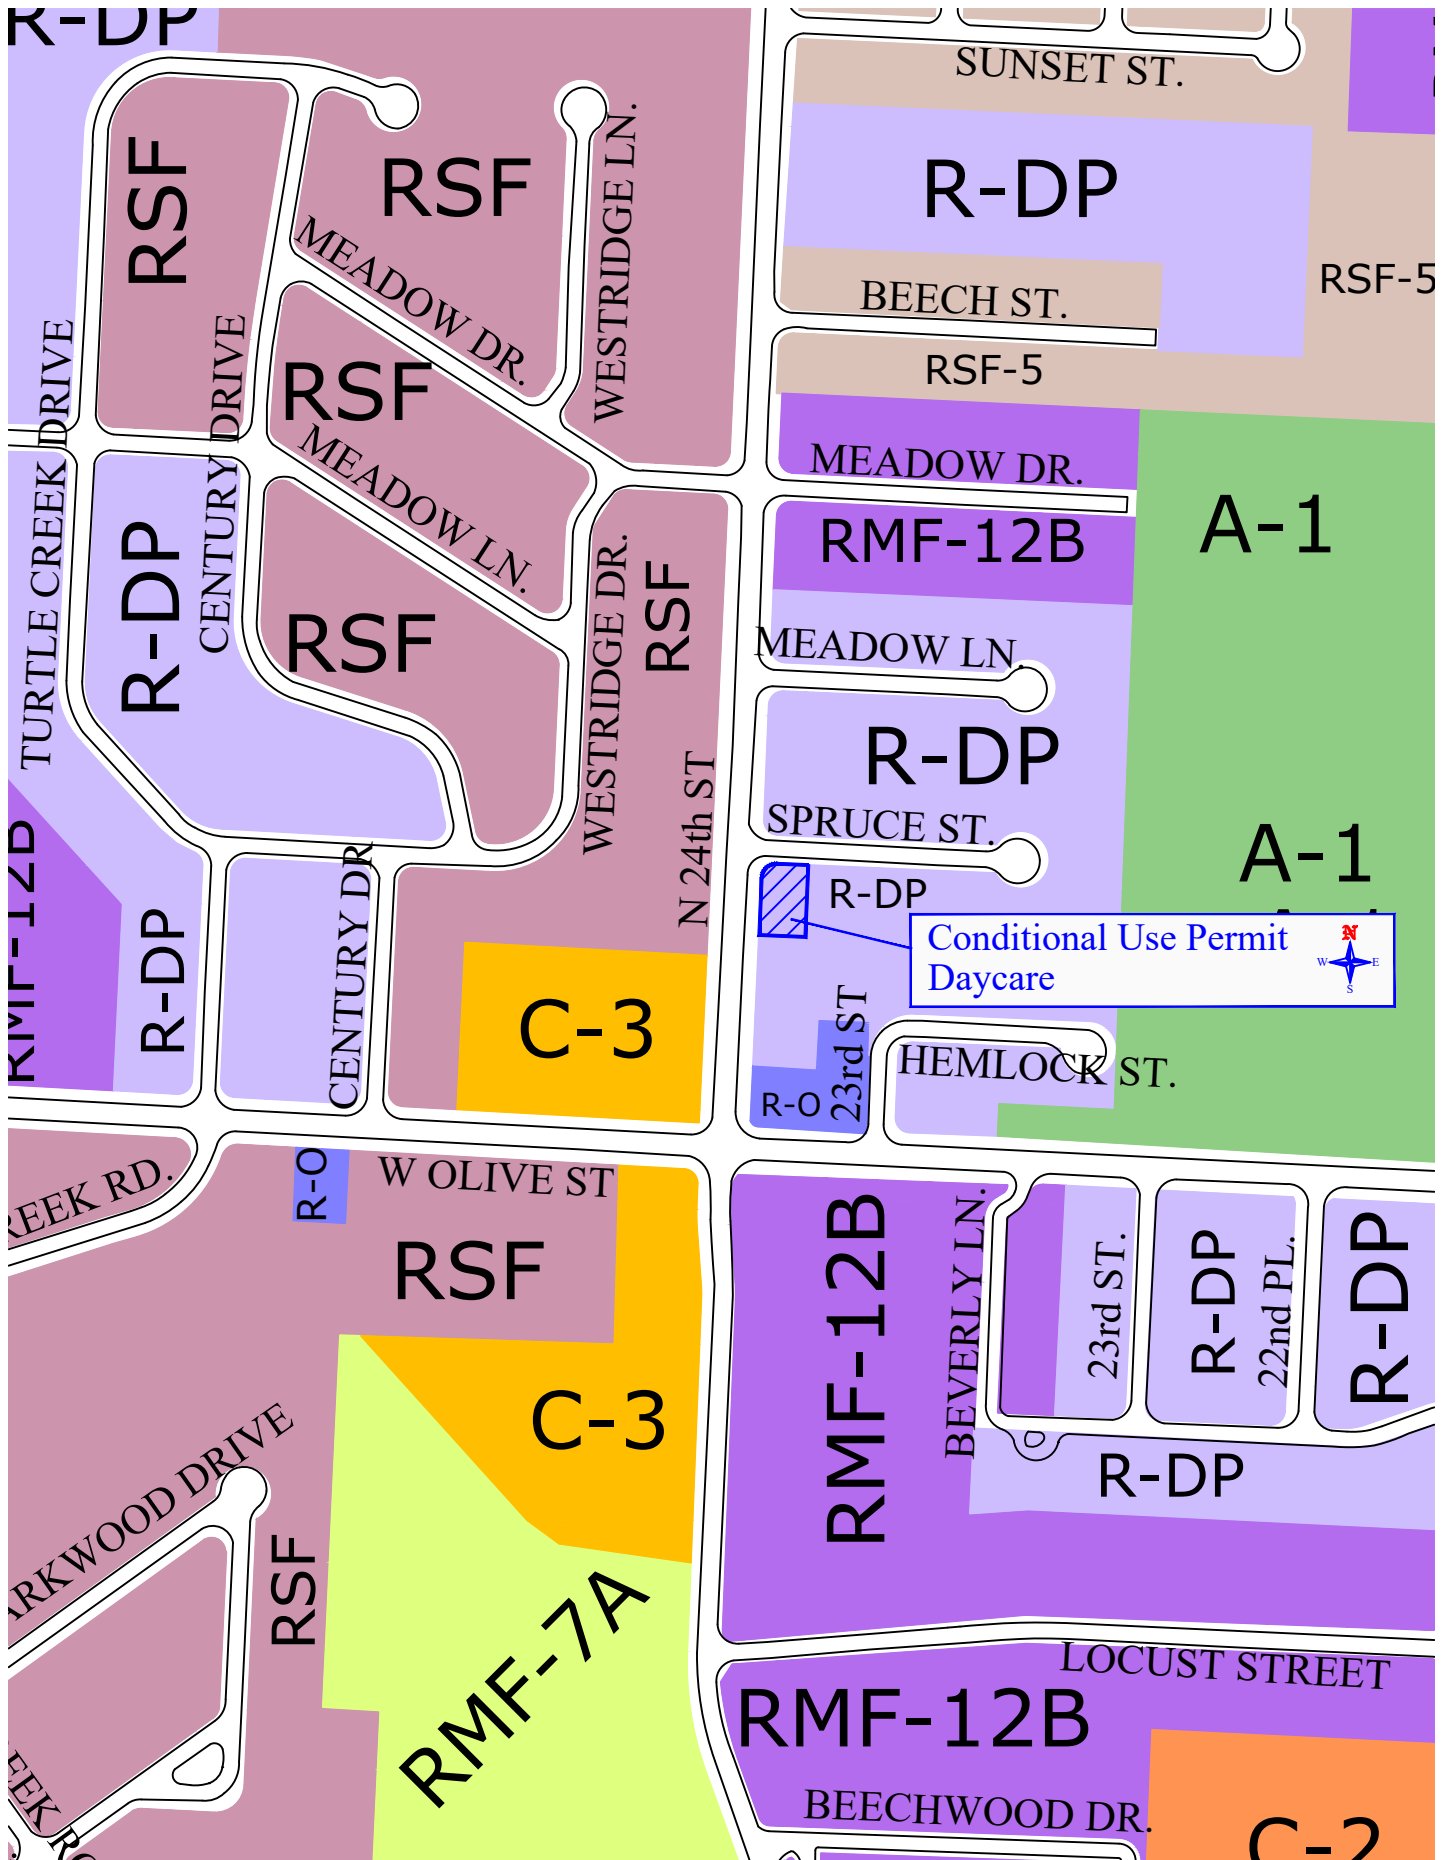 R-DP
SUNSET ST.
RSF
RSF
WESTRIDGE LN.
R-DP
MEADOW DR.
BEECH ST.
RSF-5
RSF-5
TURTLE CREEK DRIVE
CENTURY DRIVE
RSF
MEADOW LN.
MEADOW DR.
A-1
RMF-12B
R-DP
RSF
WESTRIDGE DR.
RSF
MEADOW LN.
R-DP
N 24th ST
SPRUCE ST.
A-1
RMF-12B
R-DP
CENTURY DR
R-DP
Conditional Use Permit
Daycare
N
W
E
S
C-3
23rd ST
HEMLOCK ST.
R-O
R-O
W OLIVE ST
REEK RD.
RSF
RMF-12B
BEVERLY LN.
23rd ST.
R-DP
22nd PL.
R-DP
C-3
R-DP
ARKWOOD DRIVE
RSF
RMF-7A
LOCUST STREET
RMF-12B
BEECHWOOD DR.
C-2